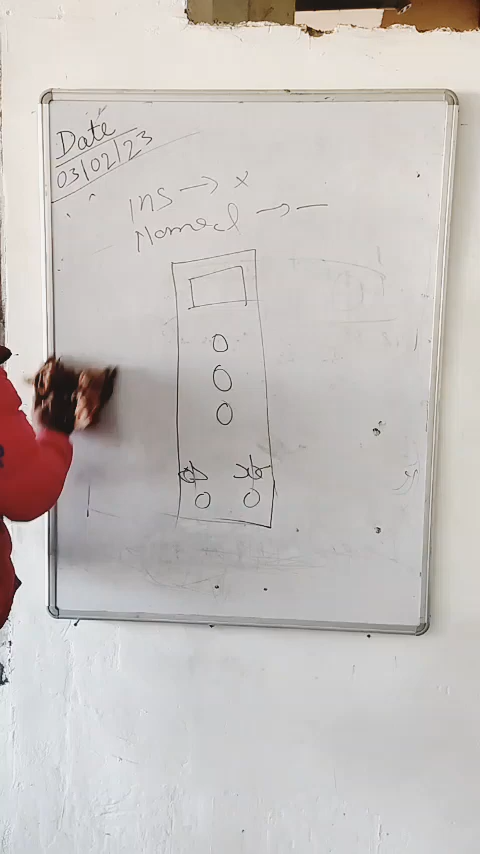 Date
03/02/23
Ins → x
Normal → —